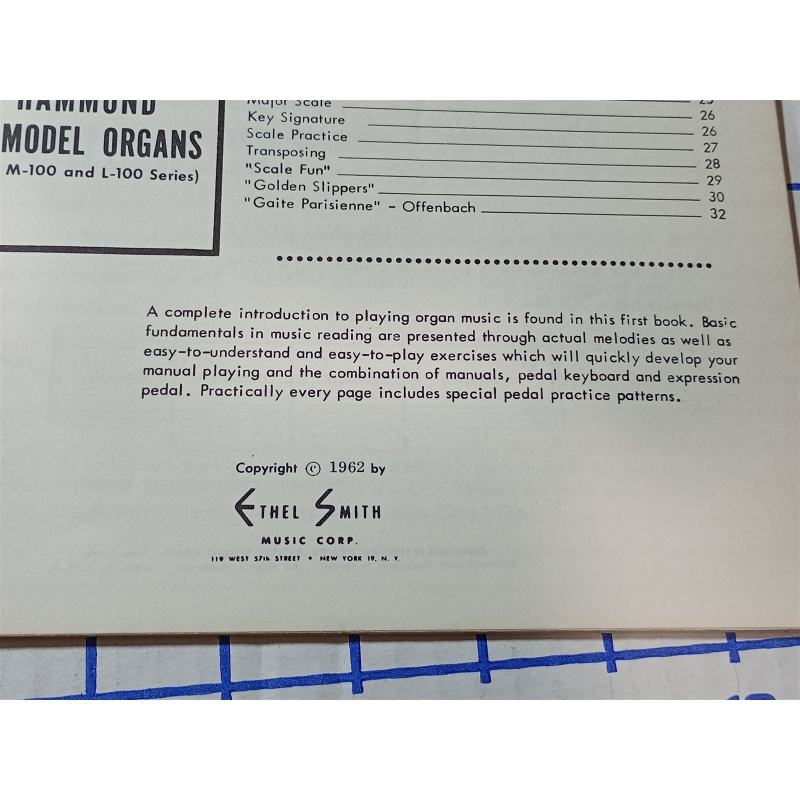 HAMMOND
MODEL ORGANS
M-100 and L-100 Series)
Major Scale 25
Key Signature 26
Scale Practice 26
Transposing 27
"Scale Fun" 28
"Golden Slippers" 29
"Gaite Parisienne" - Offenbach 30
32
A complete introduction to playing organ music is found in this first book. Basic
fundamentals in music reading are presented through actual melodies as well as
easy-to-understand and easy-to-play exercises which will quickly develop your
manual playing and the combination of manuals, pedal keyboard and expression
pedal. Practically every page includes special pedal practice patterns.
Copyright © 1962 by
ETHEL SMITH
MUSIC CORP.
119 WEST 57th STREET • NEW YORK 19, N. Y.